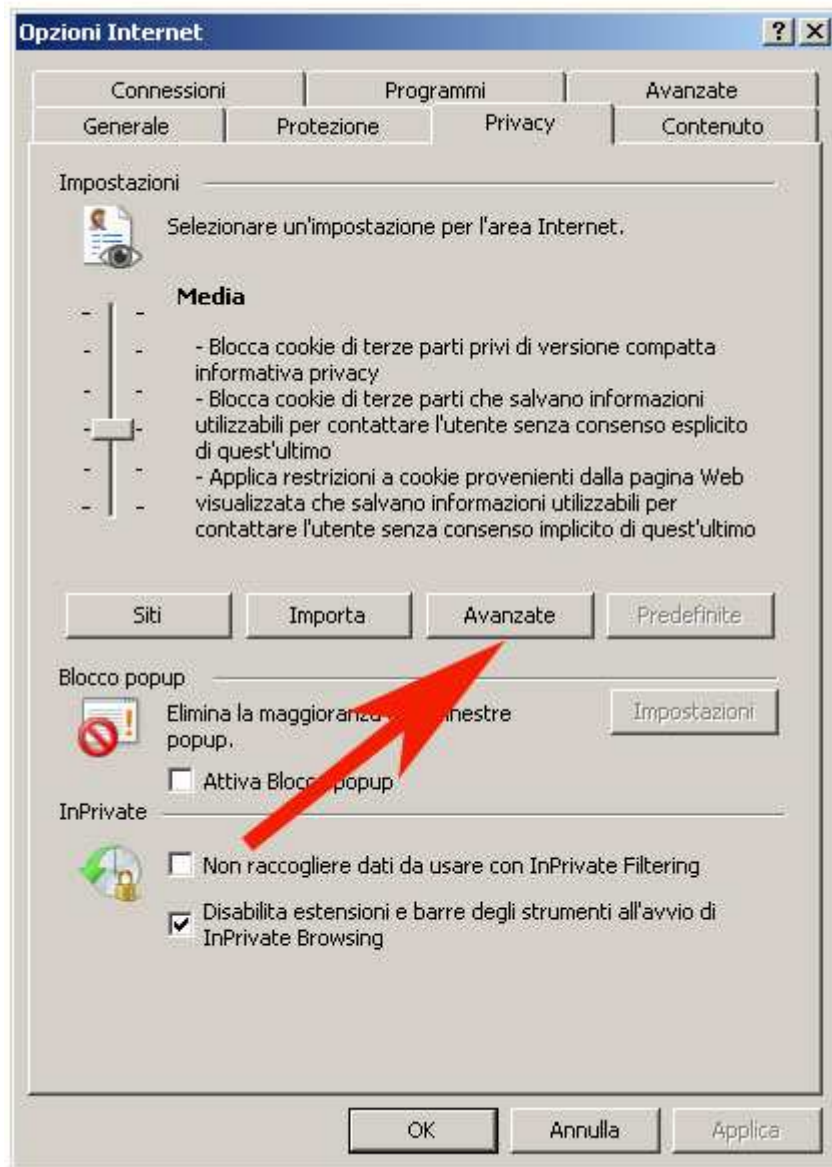 Opzioni Internet
Connessioni Programmi Avanzate
Generale Protezione Privacy Contenuto
Impostazioni
Selezionare un'impostazione per l'area Internet.
Media
- Blocca cookie di terze parti privi di versione compatta
informativa privacy
- Blocca cookie di terze parti che salvano informazioni
utilizzabili per contattare l'utente senza consenso esplicito
di quest'ultimo
- Applica restrizioni a cookie provenienti dalla pagina Web
visualizzata che salvano informazioni utilizzabili per
contattare l'utente senza consenso implicito di quest'ultimo
Siti Importa Avanzate Predefinite
Blocco popup
Elimina la maggioranza
popup.
Impostazioni
Attiva Blocco popup
InPrivate
Non raccogliere dati da usare con InPrivate Filtering
Disabilita estensioni e barre degli strumenti all'avvio di
InPrivate Browsing
OK Annulla Applica